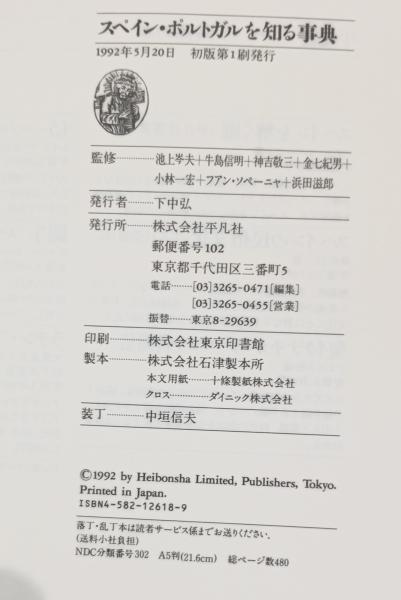 スペイン・ポルトガルを知る事典
1992年5月20日 初版第1刷発行
監修…………池上岑夫+牛島信明+神吉敬三+金七紀男+
小林一宏+フアン・ソペーニャ+浜田滋郎
発行者………下中弘
発行所………株式会社平凡社
郵便番号102
東京都千代田区三番町5
電話……[03]3265-0471[編集]
[03]3265-0455[営業]
振替……東京8-29639
印刷…………株式会社東京印書館
製本…………株式会社石津製本所
本文用紙……十條製紙株式会社
クロス…………ダイニック株式会社
装丁…………中垣信夫
©1992 by Heibonsha Limited, Publishers, Tokyo.
Printed in Japan.
ISBN4-582-12618-9
落丁・乱丁本は読者サービス係までお送りください.
(送料小社負担)
NDC分類番号302 A5判(21.6cm) 総ページ数480